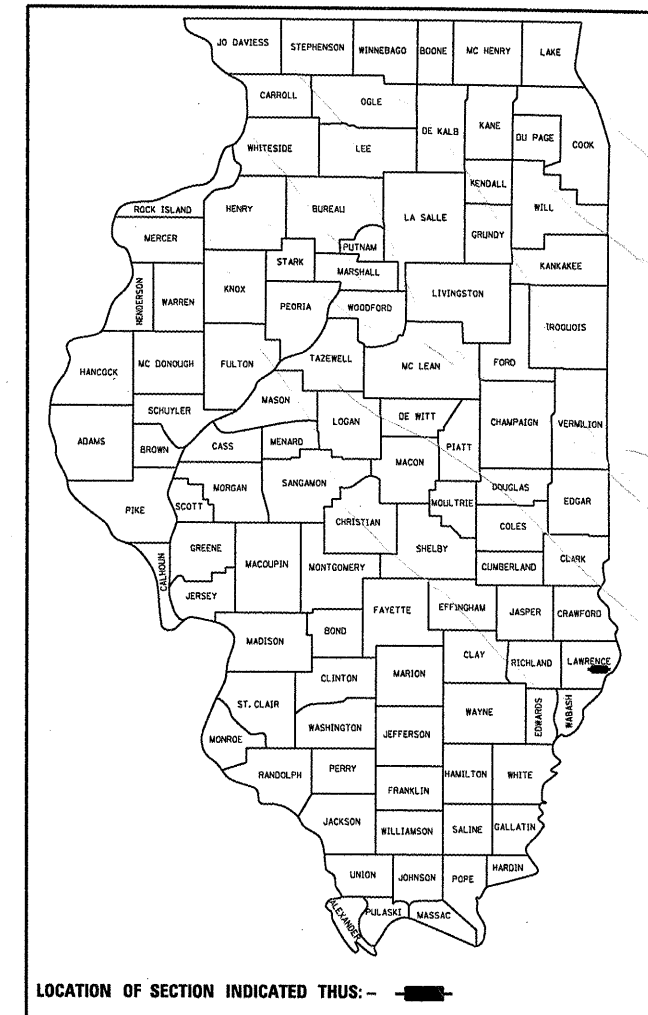 JO DAVIESS STEPHENSON WINNEBAGO BOONE MC HENRY LAKE
CARROLL OGLE DE KALB KANE DU PAGE COOK
WHITESIDE LEE
KENDALL WILL
ROCK ISLAND HENRY BUREAU LA SALLE GRUNDY
MERCER PUTNAM KANKAKEE
HENDERSON WARREN KNOX STARK MARSHALL
PEORIA WOODFORD LIVINGSTON IROQUOIS
HANCOCK MC DONOUGH FULTON TAZEWELL MC LEAN FORD
MASON
SCHUYLER LOGAN DE WITT CHAMPAIGN VERMILION
ADAMS BROWN CASS MENARD PIATT
MACON
PIKE SCOTT MORGAN SANGAMON MOULTRIE DOUGLAS EDGAR
CHRISTIAN COLES
CALHOUN GREENE MACOUPIN MONTGOMERY SHELBY CUMBERLAND CLARK
JERSEY
FAYETTE EFFINGHAM JASPER CRAWFORD
MADISON BOND
CLAY RICHLAND LAWRENCE
CLINTON MARION
ST. CLAIR WAYNE EDWARDS WABASH
MONROE WASHINGTON JEFFERSON
RANDOLPH PERRY HAMILTON WHITE
FRANKLIN
JACKSON WILLIAMSON SALINE GALLATIN
UNION JOHNSON POPE HARDIN
ALEXANDER PULASKI MASSAC
LOCATION OF SECTION INDICATED THUS: –